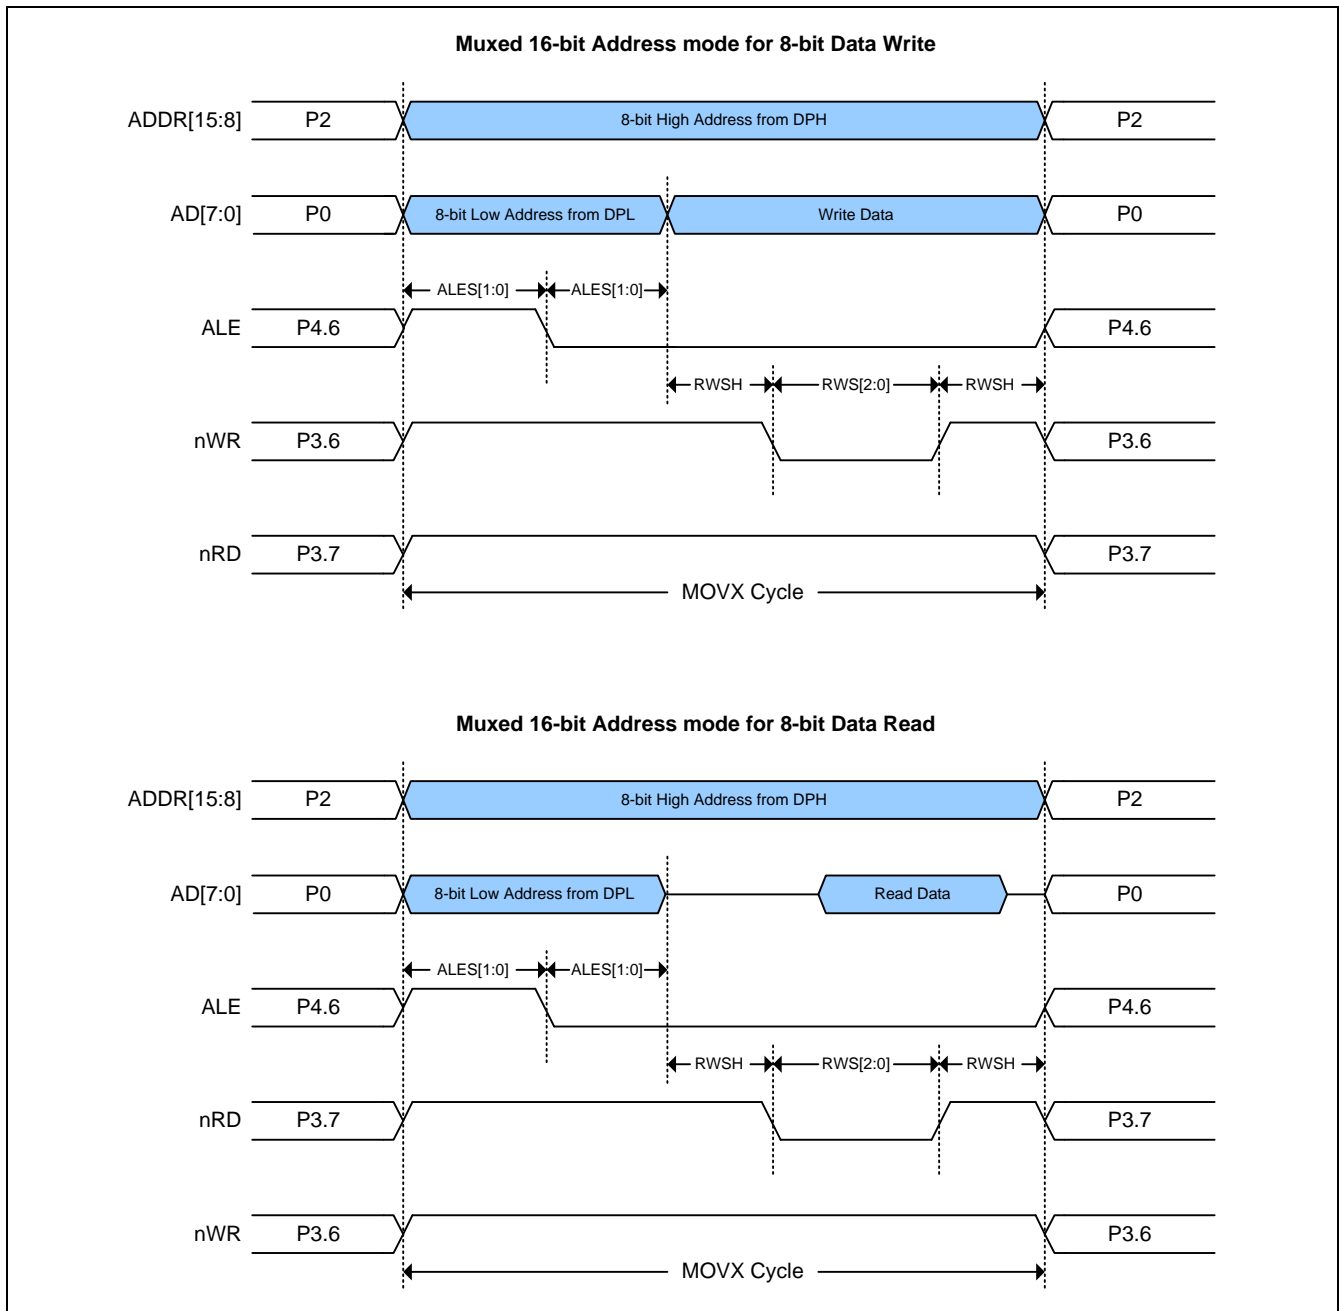 Muxed 16-bit Address mode for 8-bit Data Write
ADDR[15:8] P2 8-bit High Address from DPH P2
AD[7:0] P0 8-bit Low Address from DPL Write Data P0
ALES[1:0] ALES[1:0]
ALE P4.6 P4.6
RWSH RWS[2:0] RWSH
nWR P3.6 P3.6
nRD P3.7 P3.7
MOVX Cycle
Muxed 16-bit Address mode for 8-bit Data Read
ADDR[15:8] P2 8-bit High Address from DPH P2
AD[7:0] P0 8-bit Low Address from DPL Read Data P0
ALES[1:0] ALES[1:0]
ALE P4.6 P4.6
RWSH RWS[2:0] RWSH
nRD P3.7 P3.7
nWR P3.6 P3.6
MOVX Cycle